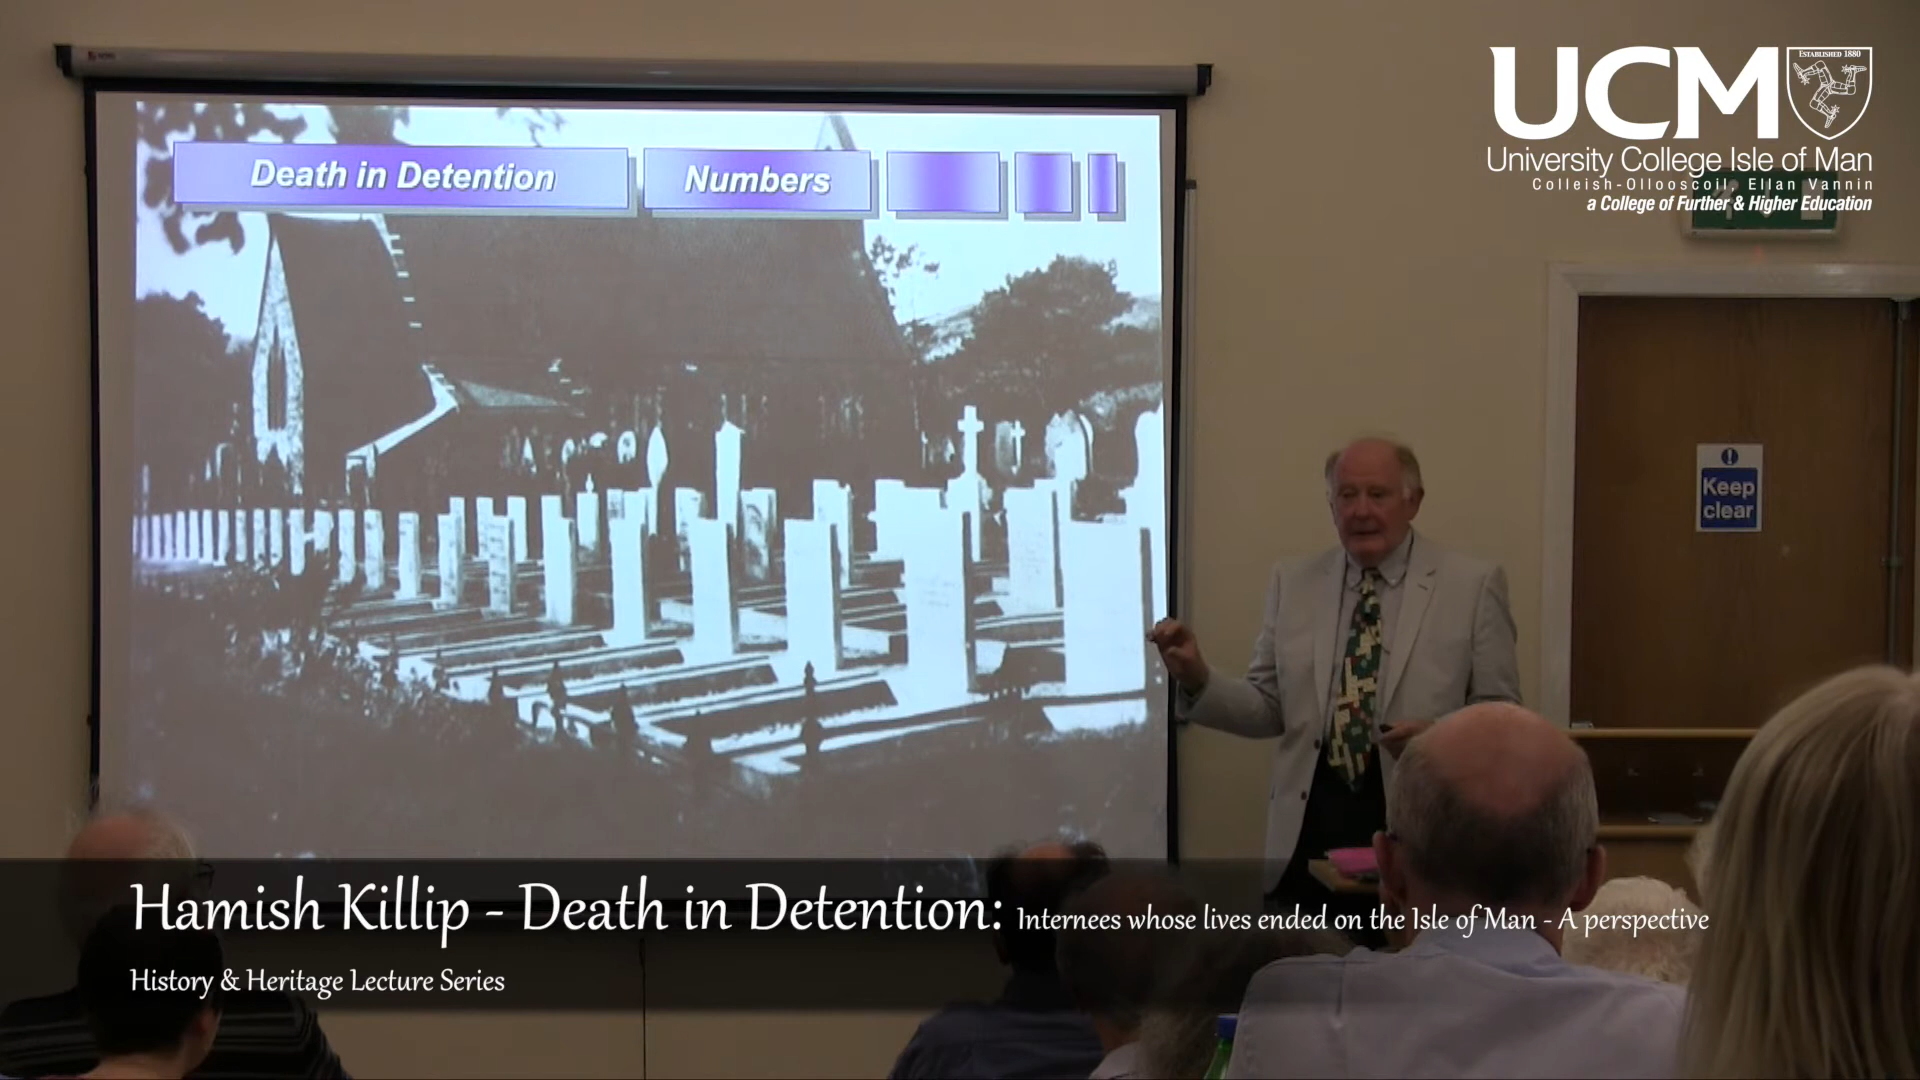 Death in Detention
Numbers
UCM
ESTABLISHED 1880
University College Isle of Man
Colleish-Ollooscoil, Ellan Vannin
a College of Further & Higher Education
Keep
clear
Hamish Killip - Death in Detention: Internees whose lives ended on the Isle of Man - A perspective
History & Heritage Lecture Series